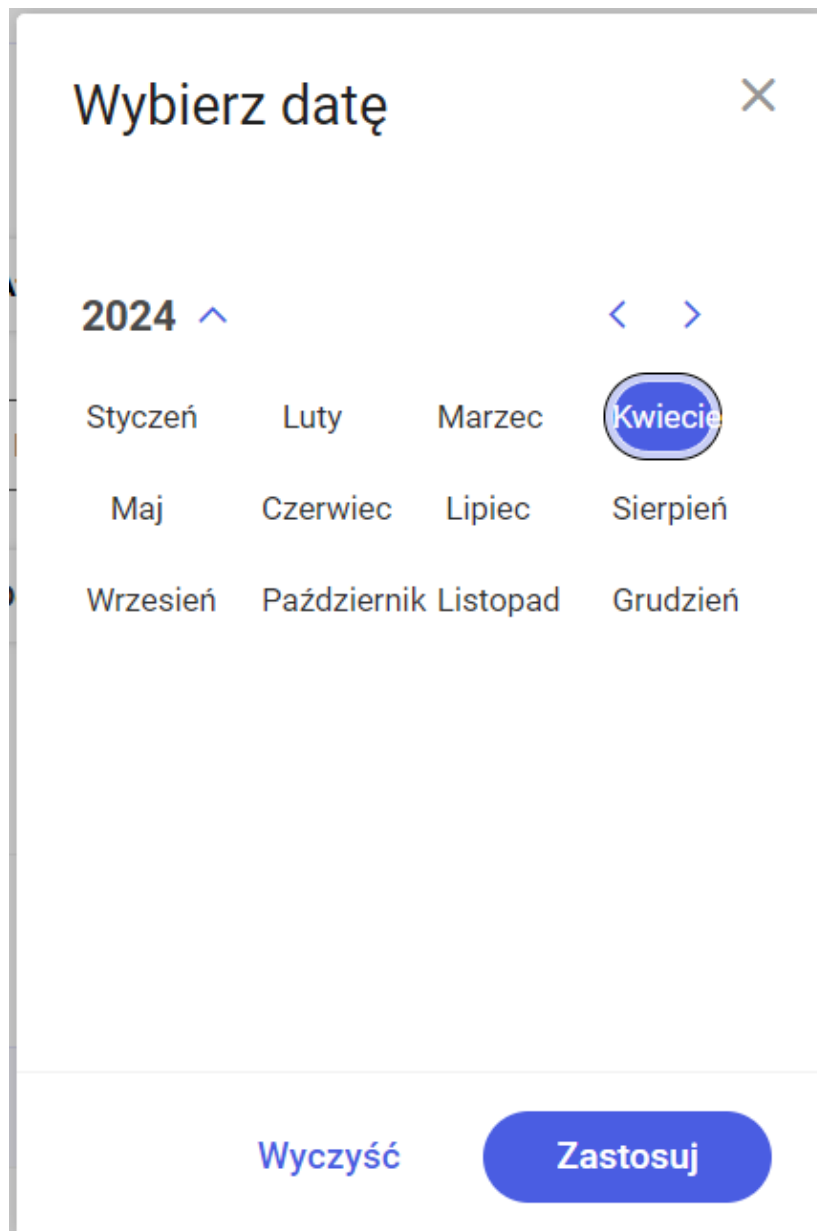 Wybierz datę
2024
Styczeń Luty Marzec Kwiecie
Maj Czerwiec Lipiec Sierpień
Wrzesień Październik Listopad Grudzień
Wyczyść Zastosuj